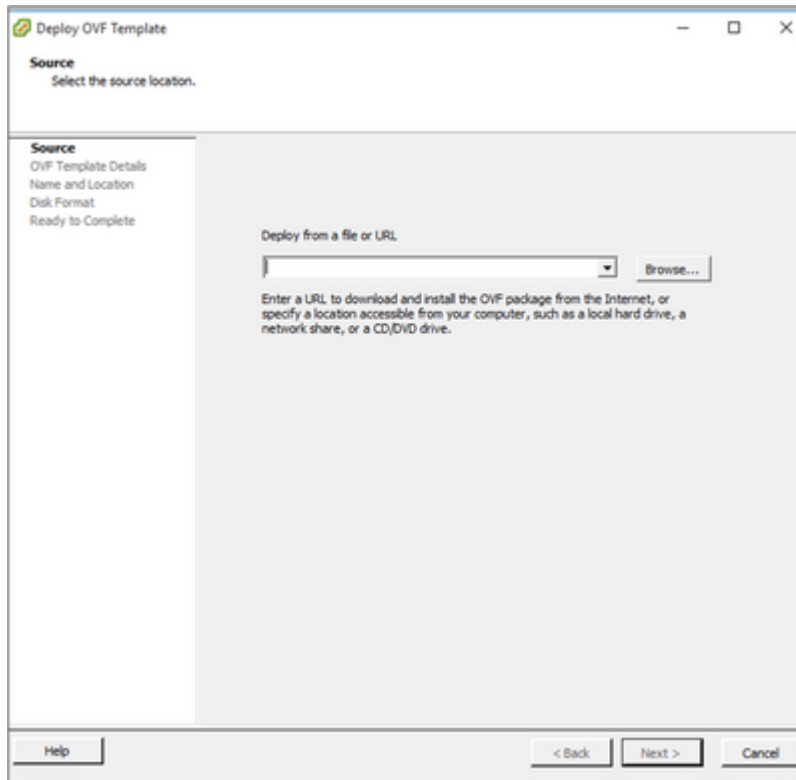 Deploy OVF Template
Source
Select the source location.
Source
OVF Template Details
Name and Location
Disk Format
Ready to Complete
Deploy from a file or URL
Browse...
Enter a URL to download and install the OVF package from the Internet, or
specify a location accessible from your computer, such as a local hard drive, a
network share, or a CD/DVD drive.
Help
< Back
Next >
Cancel